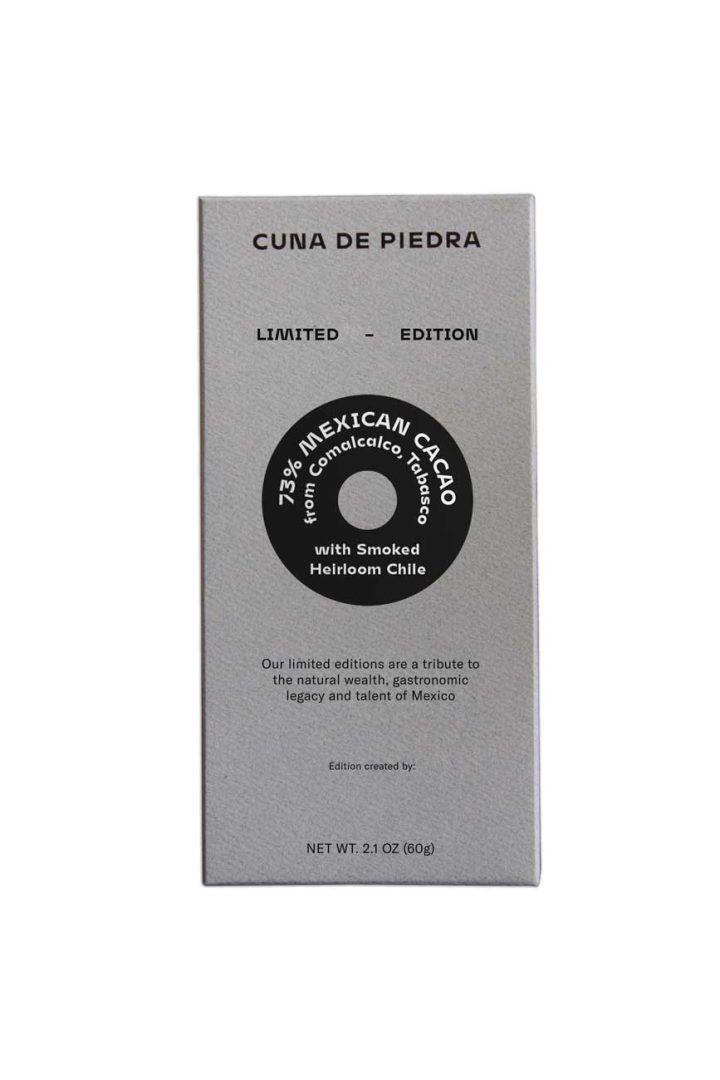 CUNA DE PIEDRA
LIMITED – EDITION
73% MEXICAN CACAO
from Comalcalco, Tabasco
with Smoked
Heirloom Chile
Our limited editions are a tribute to
the natural wealth, gastronomic
legacy and talent of Mexico
Edition created by:
NET WT. 2.1 OZ (60g)